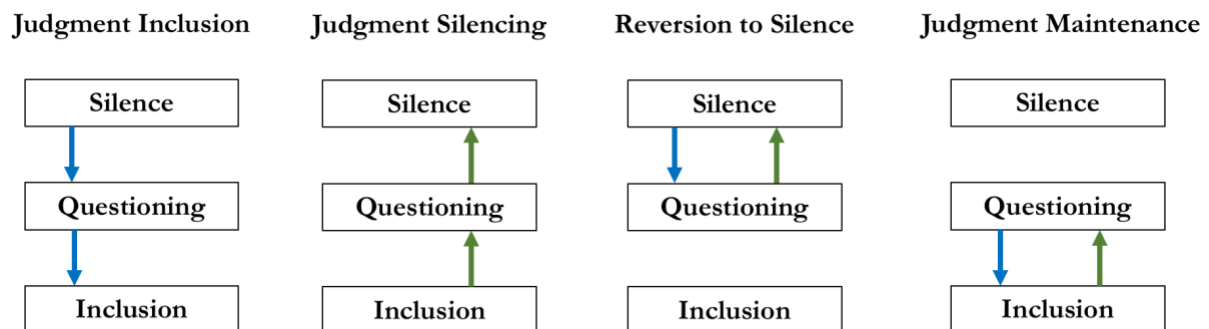 Judgment Inclusion
Silence
Questioning
Inclusion
Judgment Silencing
Silence
Questioning
Inclusion
Reversion to Silence
Silence
Questioning
Inclusion
Judgment Maintenance
Silence
Questioning
Inclusion